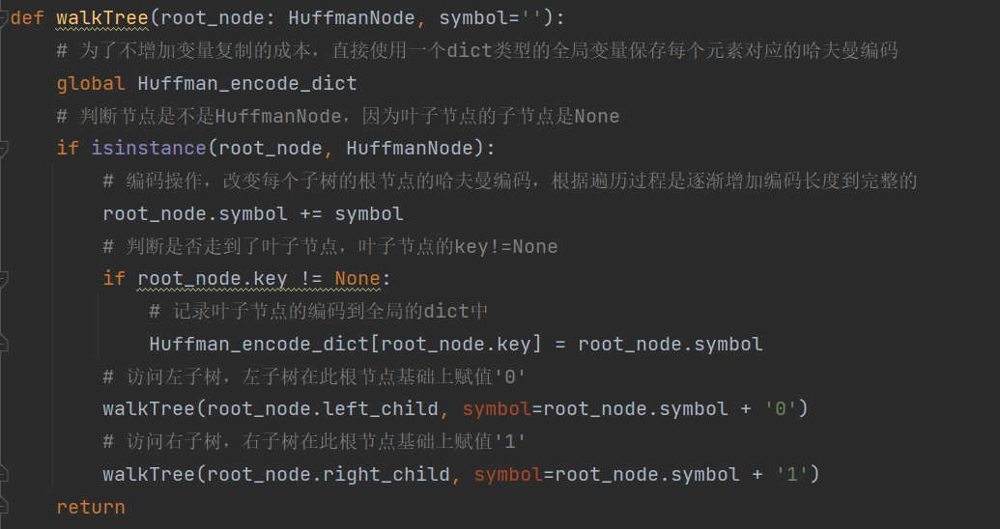 def walkTree(root_node: HuffmanNode, symbol=''):
    # 为了不增加变量复制的成本，直接使用一个dict类型的全局变量保存每个元素对应的哈夫曼编码
    global Huffman_encode_dict
    # 判断节点是不是HuffmanNode，因为叶子节点的子节点是None
    if isinstance(root_node, HuffmanNode):
        # 编码操作，改变每个子树的根节点的哈夫曼编码，根据遍历过程是逐渐增加编码长度到完整的
        root_node.symbol += symbol
        # 判断是否走到了叶子节点，叶子节点的key!=None
        if root_node.key != None:
            # 记录叶子节点的编码到全局的dict中
            Huffman_encode_dict[root_node.key] = root_node.symbol
        # 访问左子树，左子树在此根节点基础上赋值'0'
        walkTree(root_node.left_child, symbol=root_node.symbol + '0')
        # 访问右子树，右子树在此根节点基础上赋值'1'
        walkTree(root_node.right_child, symbol=root_node.symbol + '1')
    return